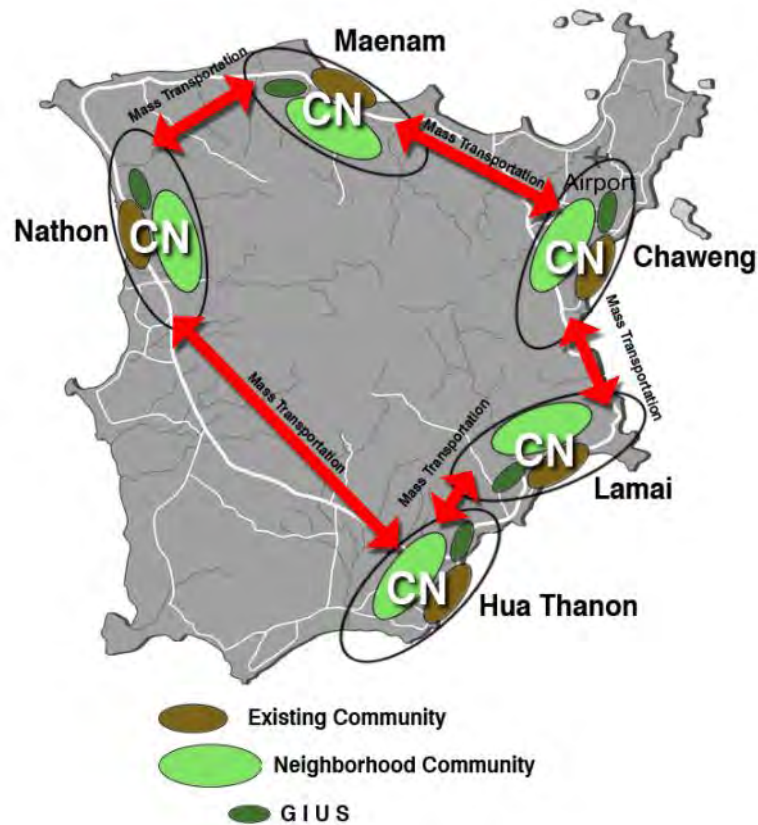 Maenam
Mass Transportation
CN
Mass Transportation
Airport
Nathon
CN
CN
Chaweng
Mass Transportation
Mass Transportation
Mass Transportation
CN
Lamai
CN
Hua Thanon
Existing Community
Neighborhood Community
G I U S